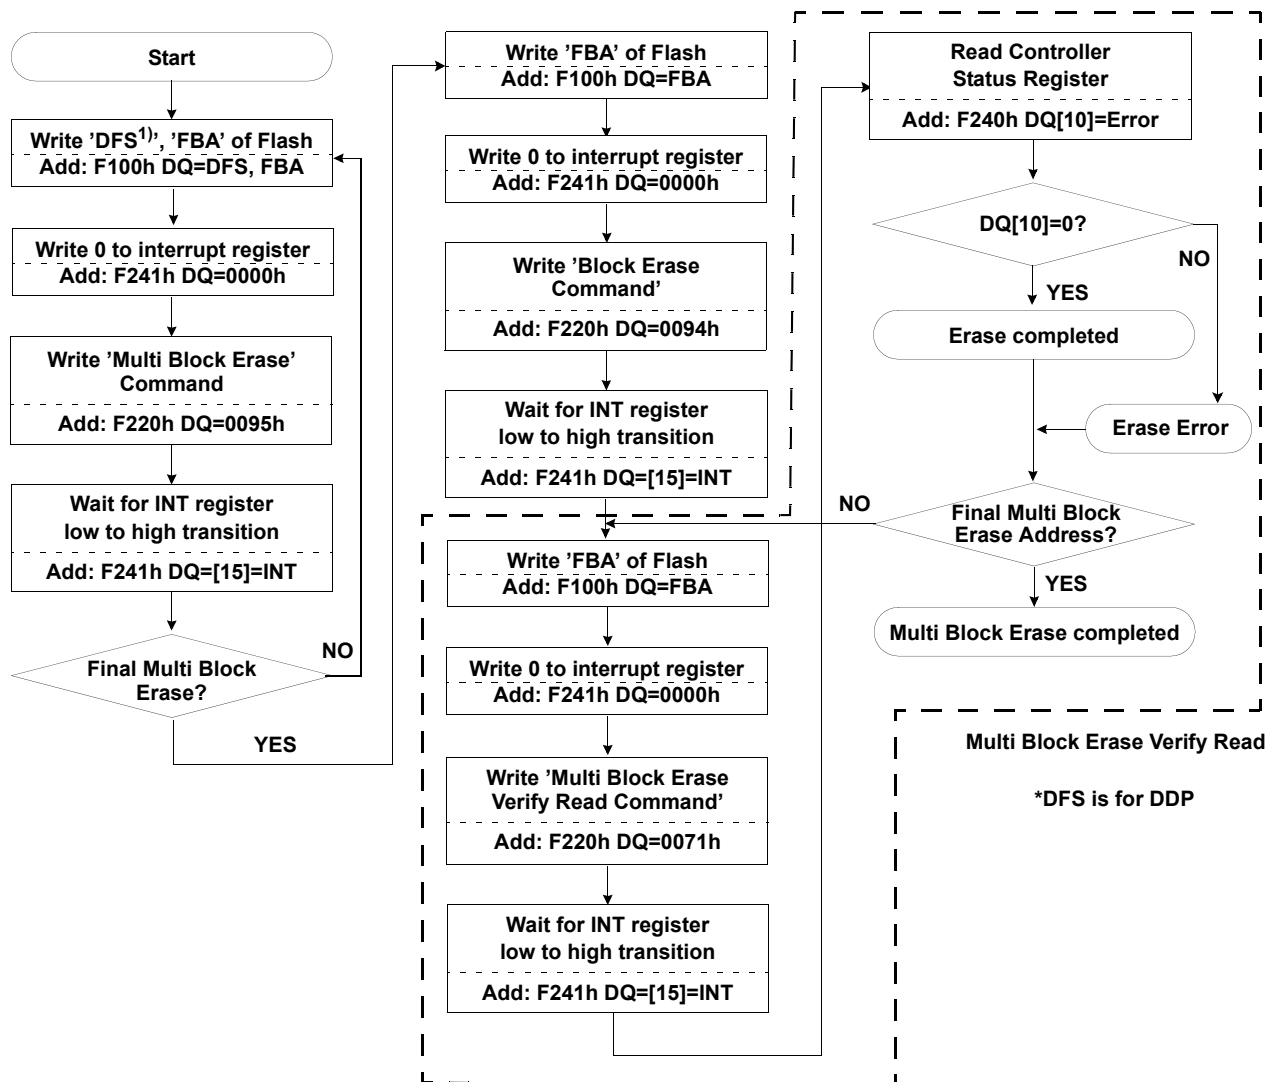 Start
Write ’DFS1)’, ’FBA’ of Flash
Add: F100h DQ=DFS, FBA
Write 0 to interrupt register
Add: F241h DQ=0000h
Write ’Multi Block Erase’
Command
Add: F220h DQ=0095h
Wait for INT register
low to high transition
Add: F241h DQ=[15]=INT
Final Multi Block
Erase?
NO
YES
Write ’FBA’ of Flash
Add: F100h DQ=FBA
Write 0 to interrupt register
Add: F241h DQ=0000h
Write ’Block Erase
Command’
Add: F220h DQ=0094h
Wait for INT register
low to high transition
Add: F241h DQ=[15]=INT
Write ’FBA’ of Flash
Add: F100h DQ=FBA
Write 0 to interrupt register
Add: F241h DQ=0000h
Write ’Multi Block Erase
Verify Read Command’
Add: F220h DQ=0071h
Wait for INT register
low to high transition
Add: F241h DQ=[15]=INT
Read Controller
Status Register
Add: F240h DQ[10]=Error
DQ[10]=0?
NO
YES
Erase completed
Erase Error
Final Multi Block
Erase Address?
NO
YES
Multi Block Erase completed
Multi Block Erase Verify Read
*DFS is for DDP